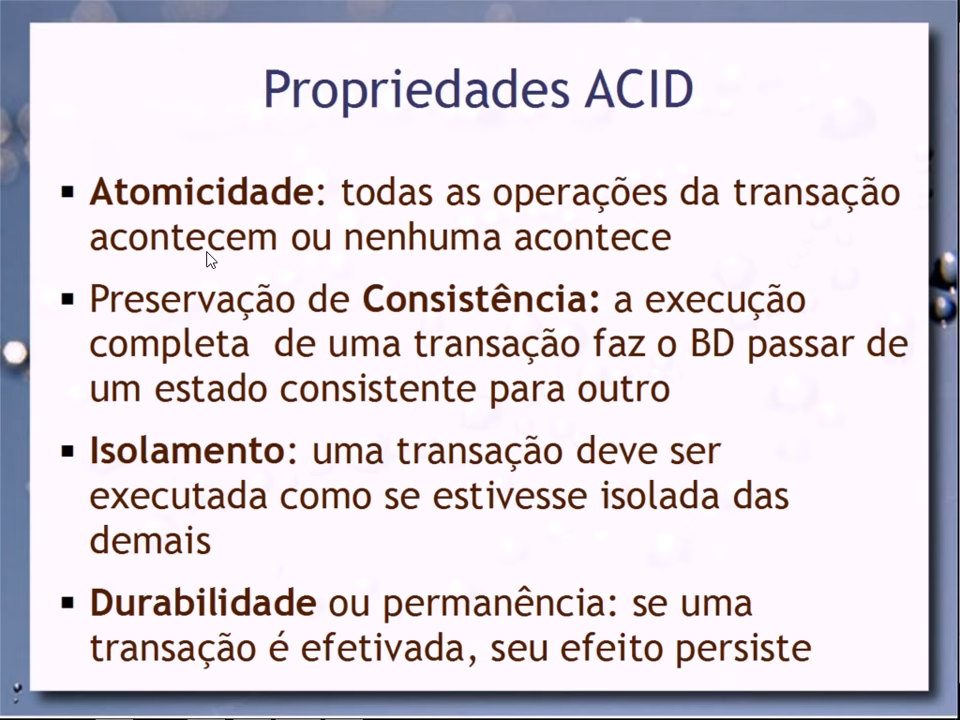 Propriedades ACID
▪ Atomicidade: todas as operações da transação
acontecem ou nenhuma acontece
▪ Preservação de Consistência: a execução
completa  de uma transação faz o BD passar de
um estado consistente para outro
▪ Isolamento: uma transação deve ser
executada como se estivesse isolada das
demais
▪ Durabilidade ou permanência: se uma
transação é efetivada, seu efeito persiste